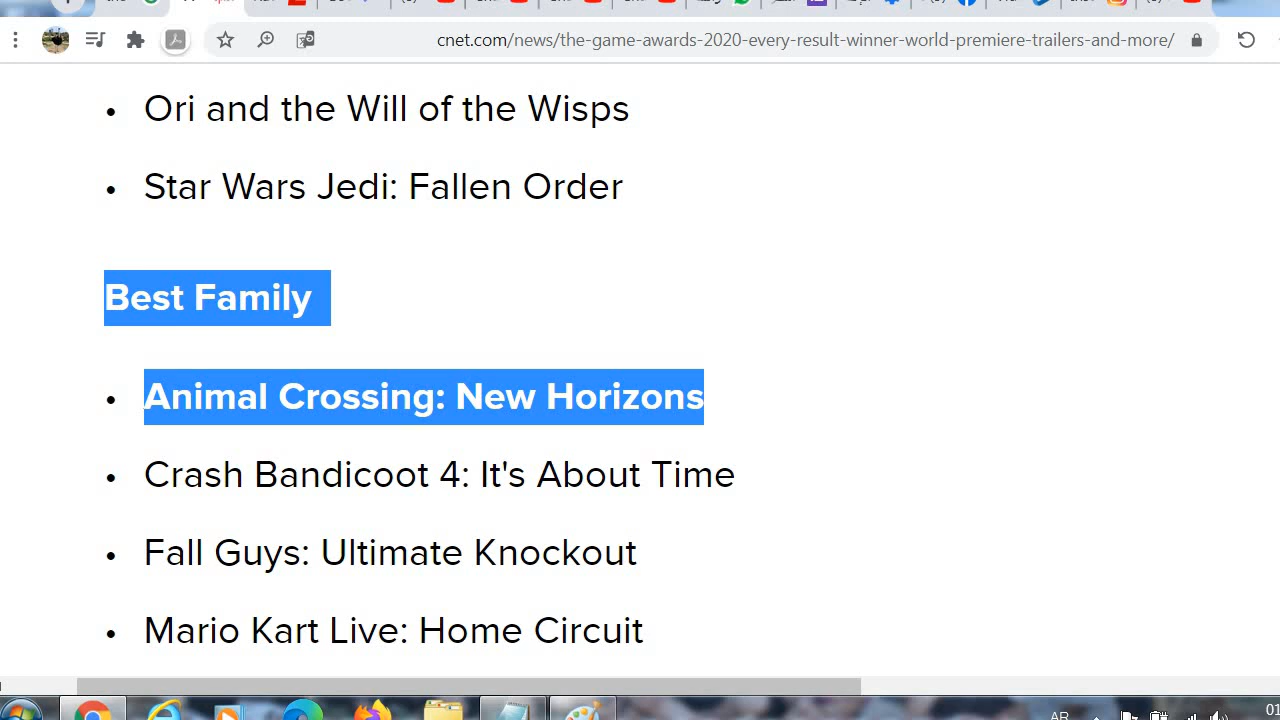 cnet.com/news/the-game-awards-2020-every-result-winner-world-premiere-trailers-and-more/
• Ori and the Will of the Wisps
• Star Wars Jedi: Fallen Order
Best Family
• Animal Crossing: New Horizons
• Crash Bandicoot 4: It's About Time
• Fall Guys: Ultimate Knockout
• Mario Kart Live: Home Circuit
AR